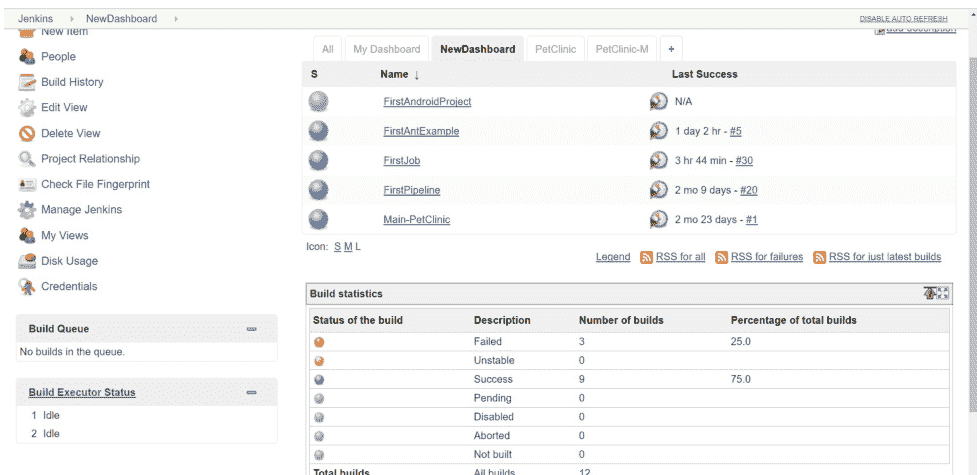 Jenkins NewDashboard DISABLE AUTO REFRESH
New Item
add description
People
Build History
Edit View
Delete View
Project Relationship
Check File Fingerprint
Manage Jenkins
My Views
Disk Usage
Credentials
Build Queue
No builds in the queue.
Build Executor Status
1 Idle
2 Idle
All My Dashboard NewDashboard PetClinic PetClinic-M +
S Name ↓ Last Success
FirstAndroidProject N/A
FirstAntExample 1 day 2 hr - #5
FirstJob 3 hr 44 min - #30
FirstPipeline 2 mo 9 days - #20
Main-PetClinic 2 mo 23 days - #1
Icon: S M L
Legend RSS for all RSS for failures RSS for just latest builds
Build statistics
Status of the build Description Number of builds Percentage of total builds
Failed 3 25.0
Unstable 0
Success 9 75.0
Pending 0
Disabled 0
Aborted 0
Not built 0
Total builds All builds 12